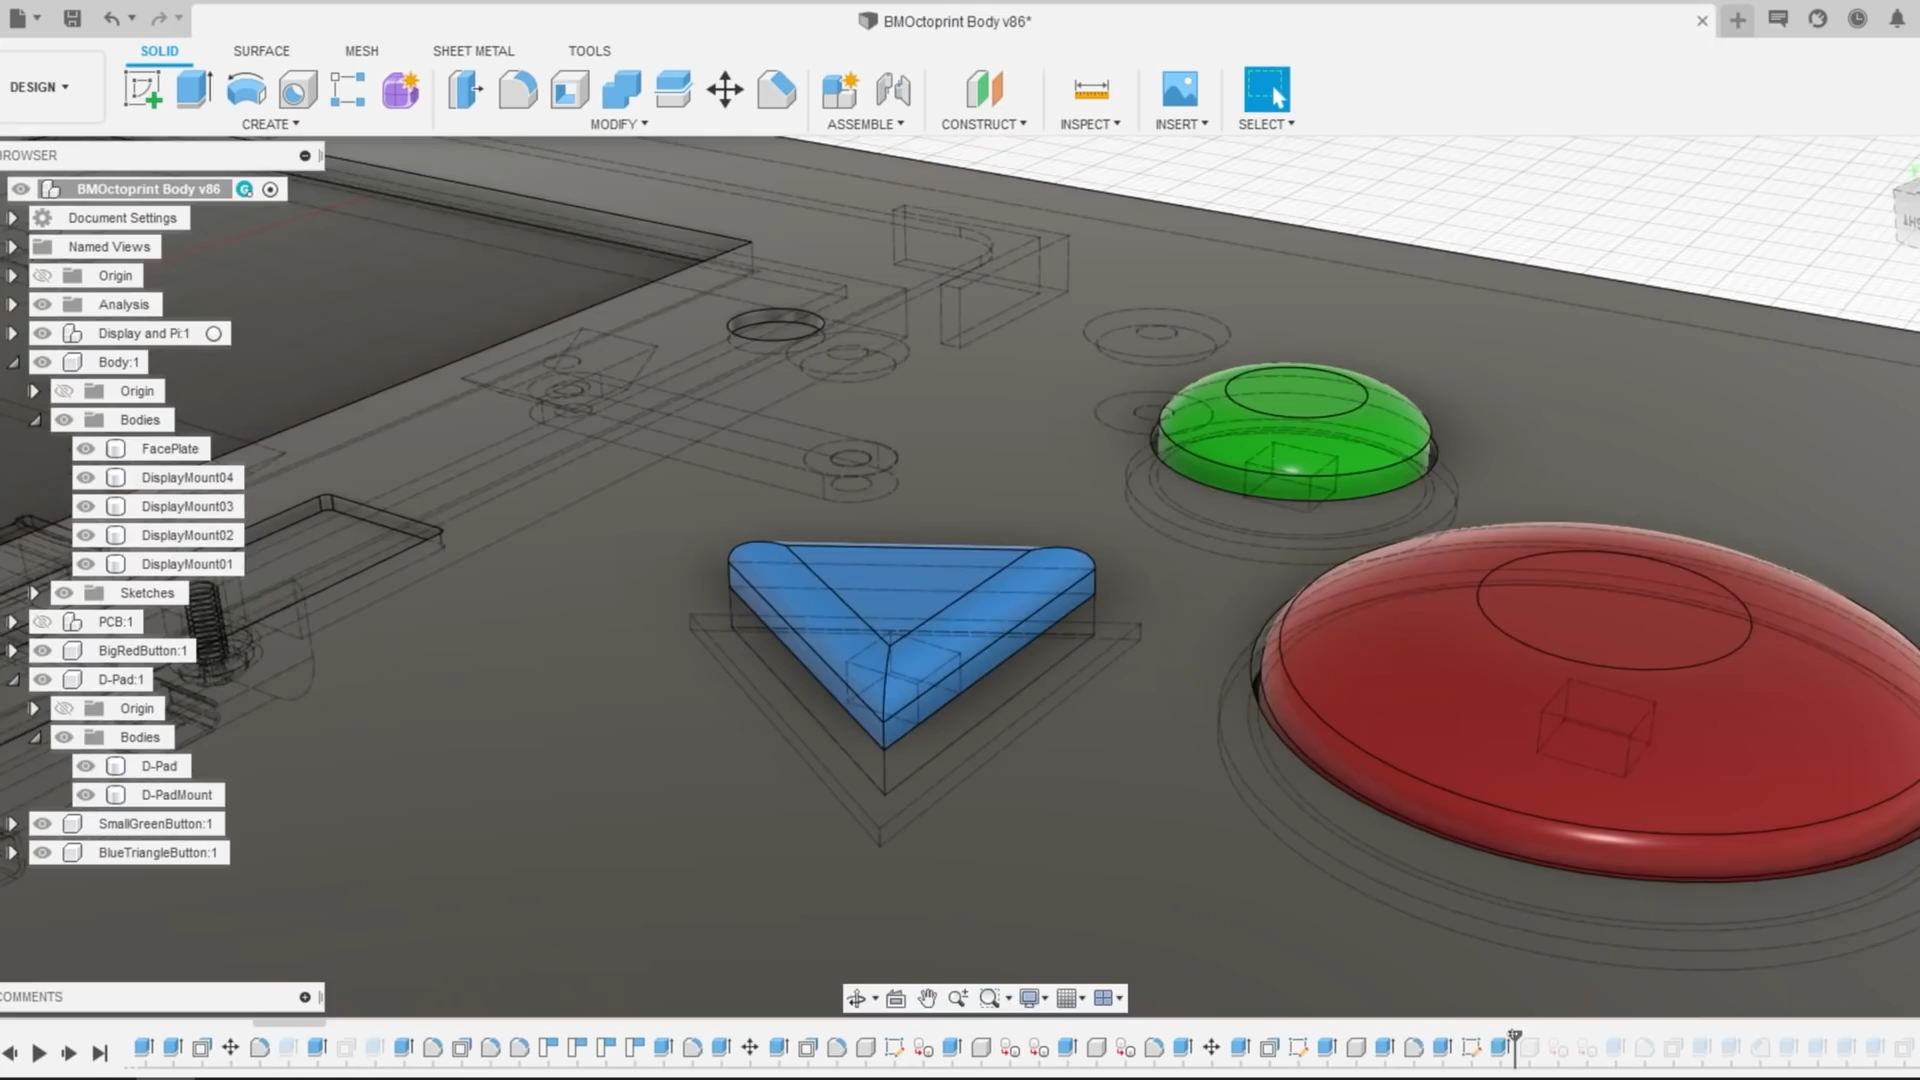 BMOctoprint Body v86*
SOLID
SURFACE
MESH
SHEET METAL
TOOLS
DESIGN
CREATE
MODIFY
ASSEMBLE
CONSTRUCT
INSPECT
INSERT
SELECT
ROWSER
BMOctoprint Body v86
Document Settings
Named Views
Origin
Analysis
Display and Pi:1
Body:1
Origin
Bodies
FacePlate
DisplayMount04
DisplayMount03
DisplayMount02
DisplayMount01
Sketches
PCB:1
BigRedButton:1
D-Pad:1
Origin
Bodies
D-Pad
D-PadMount
SmallGreenButton:1
BlueTriangleButton:1
COMMENTS